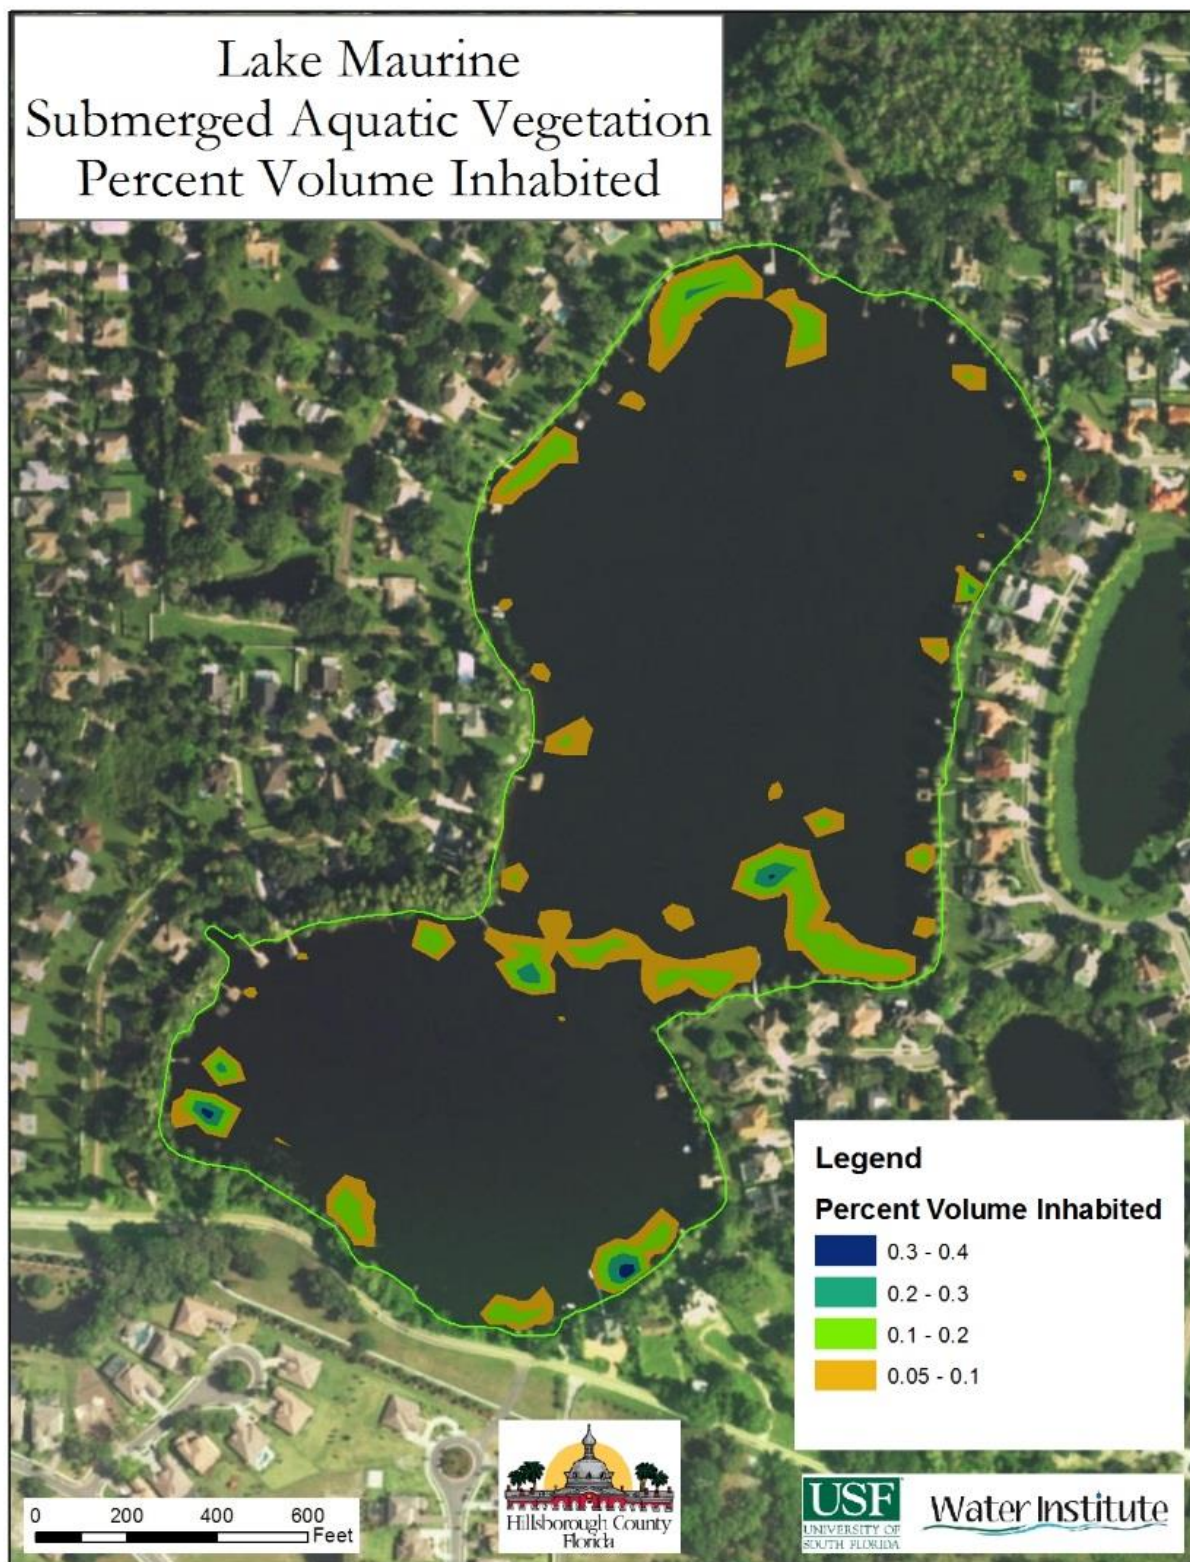 Lake Maurine
Submerged Aquatic Vegetation
Percent Volume Inhabited
Legend
Percent Volume Inhabited
0.3 - 0.4
0.2 - 0.3
0.1 - 0.2
0.05 - 0.1
0 200 400 600
Feet
Hillsborough County
Florida
USF
UNIVERSITY OF
SOUTH FLORIDA
Water Institute